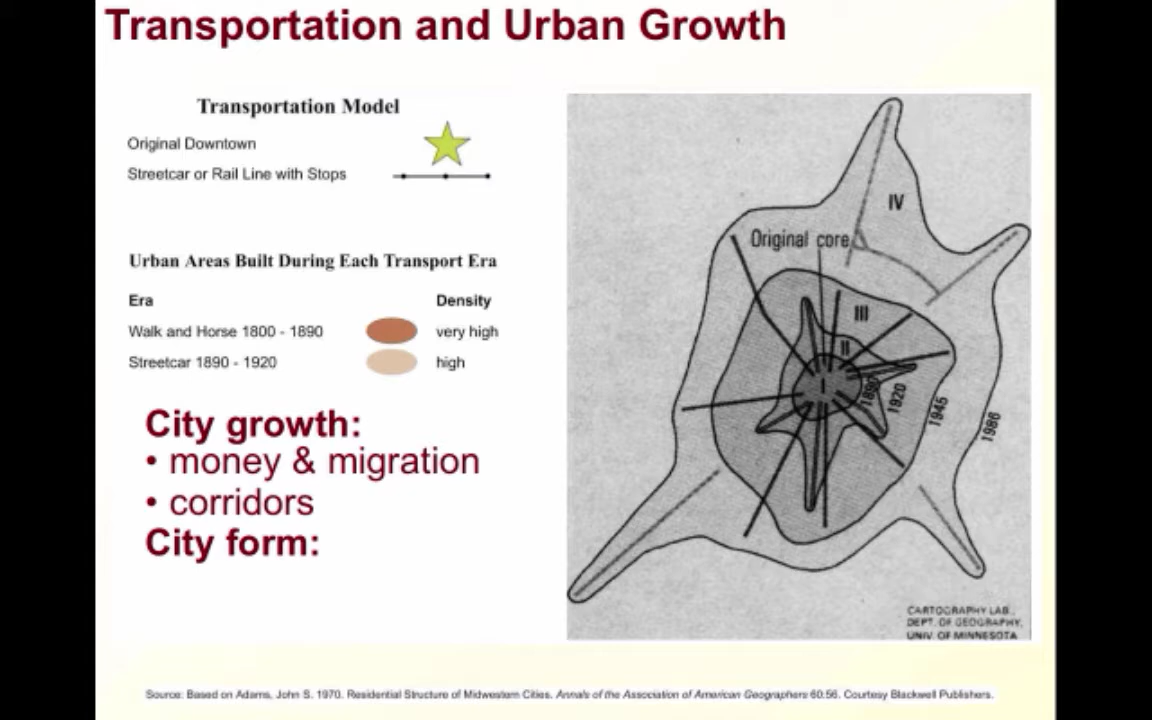 Transportation and Urban Growth
Transportation Model
Original Downtown
Streetcar or Rail Line with Stops
Urban Areas Built During Each Transport Era
Era Density
Walk and Horse 1800 - 1890 very high
Streetcar 1890 - 1920 high
City growth:
• money & migration
• corridors
City form:
IV
Original core
III
II
I
1890
1920
1945
1986
CARTOGRAPHY LAB.,
DEPT. OF GEOGRAPHY,
UNIV. OF MINNESOTA
Source: Based on Adams, John S. 1970. Residential Structure of Midwestern Cities. Annals of the Association of American Geographers 60:56. Courtesy Blackwell Publishers.